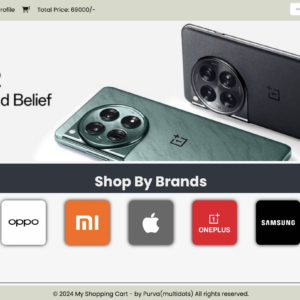 rofile Total Price: 69000/-
d Belief
Shop By Brands
oppo
mi
ONEPLUS
SAMSUNG
© 2024 My Shopping Cart - by Purva(multidots) All rights reserved.